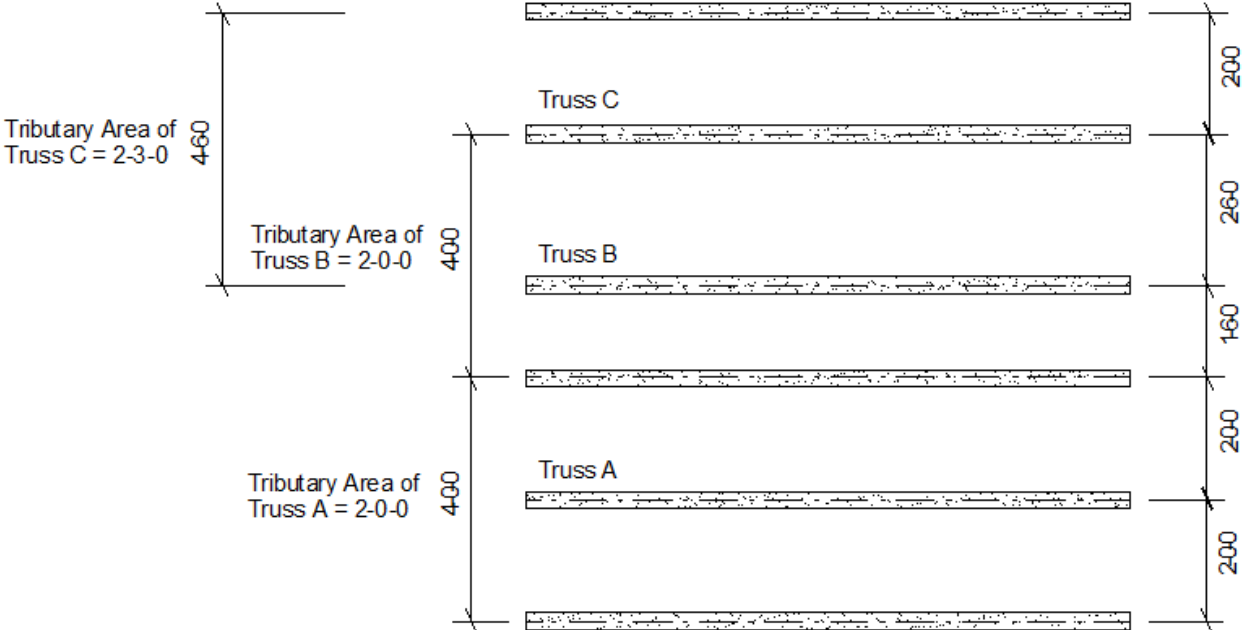 2-0-0
Truss C
Tributary Area of
Truss C = 2-3-0
4-6-0
2-6-0
Tributary Area of
Truss B = 2-0-0
4-0-0
Truss B
1-6-0
2-0-0
Truss A
Tributary Area of
Truss A = 2-0-0
4-0-0
2-0-0